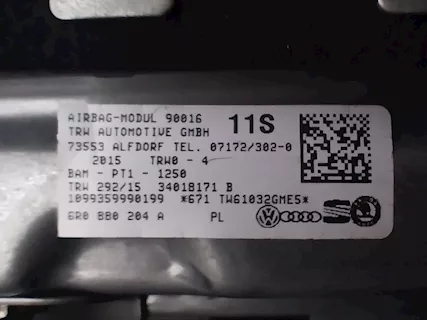 AIRBAG-MODUL 90016 11S
TRW AUTOMOTIVE GMBH
73553 ALFDORF TEL. 07172/302-0
2015 TRW0 - 4
BAM - PT1 - 1250
TRW 292/15 34018171 B
1099359990199 *671 TW61032GME5*
6R0 880 204 A PL